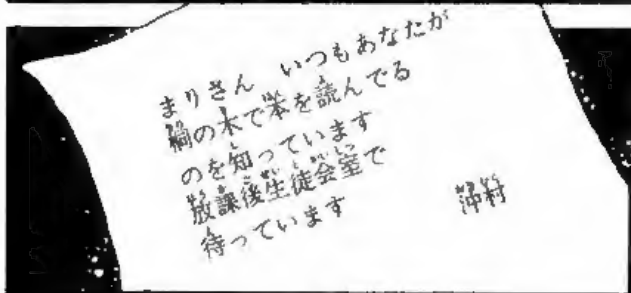 まりさん いつもあなたが
の木で本を読んでる
のを知っています
放課後生徒会室で
待っています
沖村